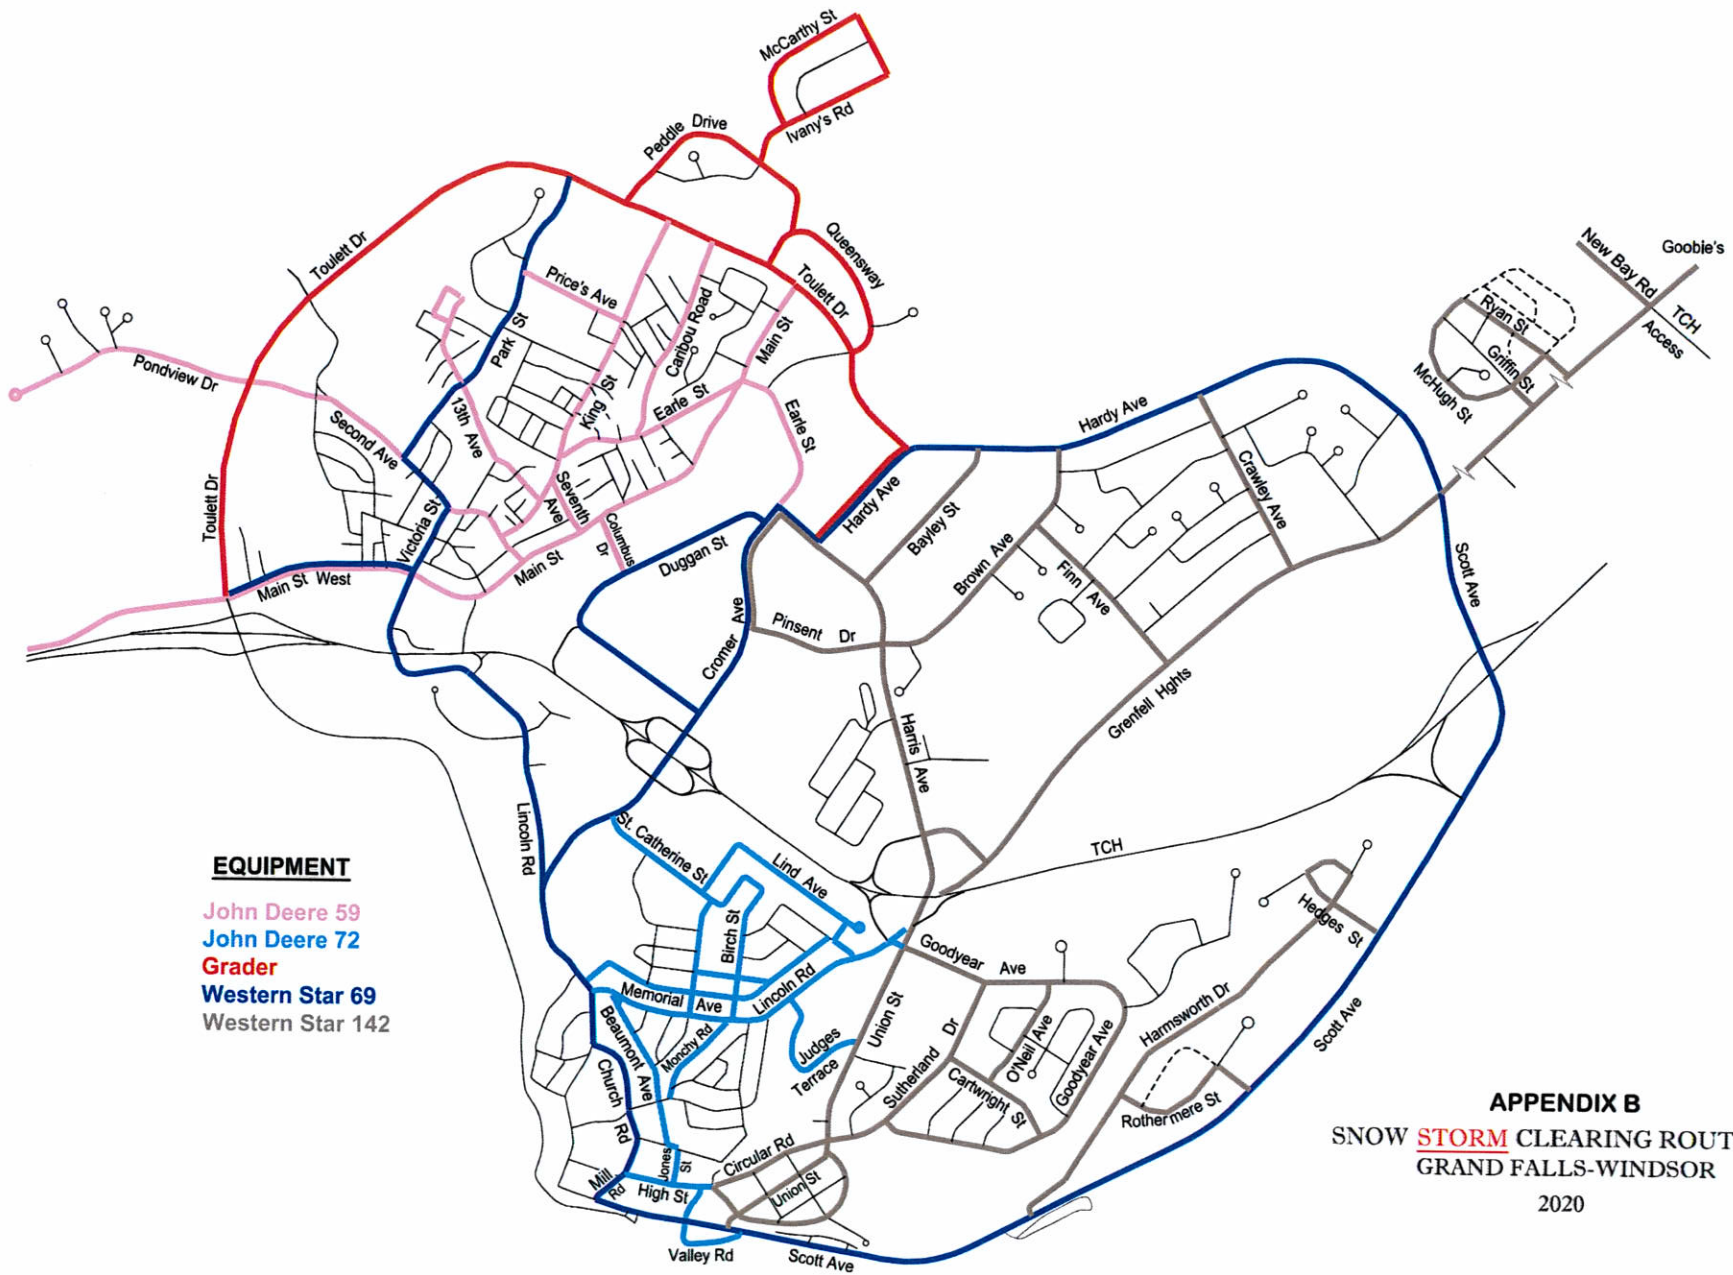 McCarthy St
Ivany's Rd
Peddle Drive
Queensway
Toulett Dr
Toulett Dr
New Bay Rd
Goobie's
TCH
Access
Ryan St
Griffin St
McHugh St
Price's Ave
Park St
Caribou Road
Main St
Pondview Dr
Second Ave
13th Ave
King St
Earle St
Earle St
Hardy Ave
Crawley Ave
Toulett Dr
Victoria St
Seventh Ave
Columbus Dr
Main St
Main St West
Duggan St
Hardy Ave
Bayley St
Brown Ave
Finn Ave
Scott Ave
Cromer Ave
Pinsent Dr
Grenfell Hghts
Harris Ave
Lincoln Rd
TCH
St. Catherine St
Lind Ave
Birch St
Hedges St
Goodyear Ave
EQUIPMENT
John Deere 59
John Deere 72
Grader
Western Star 69
Western Star 142
Memorial Ave
Lincoln Rd
Union St
Beaumont Ave
Monchy Rd
Judges Terrace
Sutherland Dr
O'Neil Ave
Goodyear Ave
Harmsworth Dr
Scott Ave
Church Rd
Cartwright St
Rothermere St
Circular Rd
Jones St
Mill Rd
High St
Union St
Valley Rd
Scott Ave
APPENDIX B
SNOW STORM CLEARING ROUT
GRAND FALLS-WINDSOR
2020